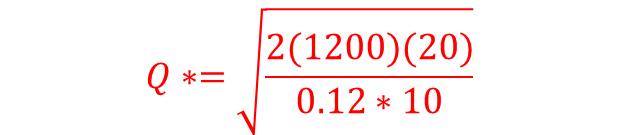 Q *= √(2(1200)(20) / 0.12 * 10)